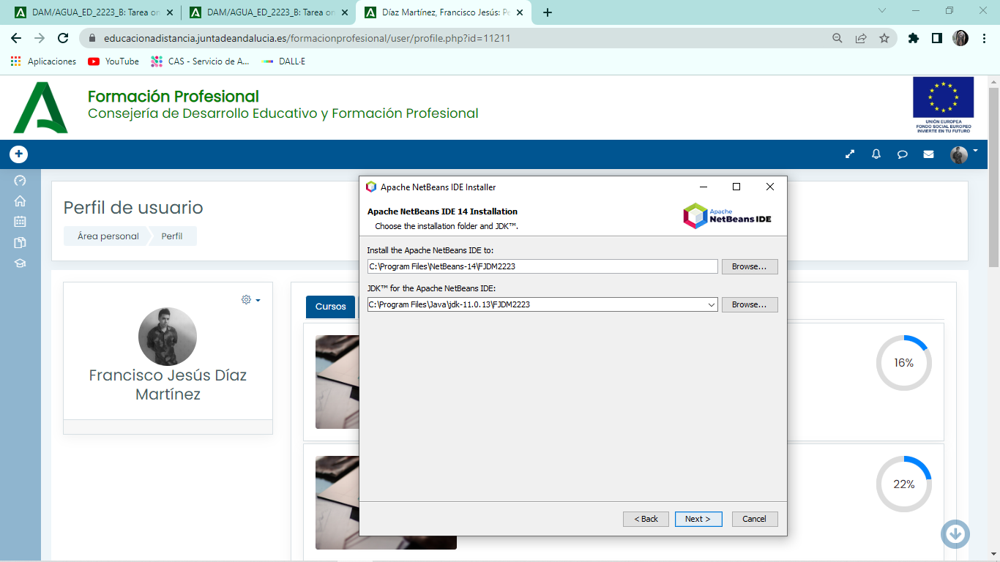 DAM/AGUA_ED_2223_B: Tarea on
DAM/AGUA_ED_2223_B: Tarea on
Díaz Martínez, Francisco Jesús: Pe
educacionadistancia.juntadeandalucia.es/formacionprofesional/user/profile.php?id=11211
Aplicaciones
YouTube
CAS - Servicio de A...
DALL·E
Formación Profesional
Consejería de Desarrollo Educativo y Formación Profesional
UNIÓN EUROPEA
FONDO SOCIAL EUROPEO
INVIERTE EN TU FUTURO
Perfil de usuario
Área personal
Perfil
Francisco Jesús Díaz
Martínez
Cursos
16%
22%
Apache NetBeans IDE Installer
Apache NetBeans IDE 14 Installation
Choose the installation folder and JDK™.
Apache
NetBeans IDE
Install the Apache NetBeans IDE to:
C:\Program Files\NetBeans-14\FJDM2223
Browse...
JDK™ for the Apache NetBeans IDE:
C:\Program Files\Java\jdk-11.0.13\FJDM2223
Browse...
< Back
Next >
Cancel